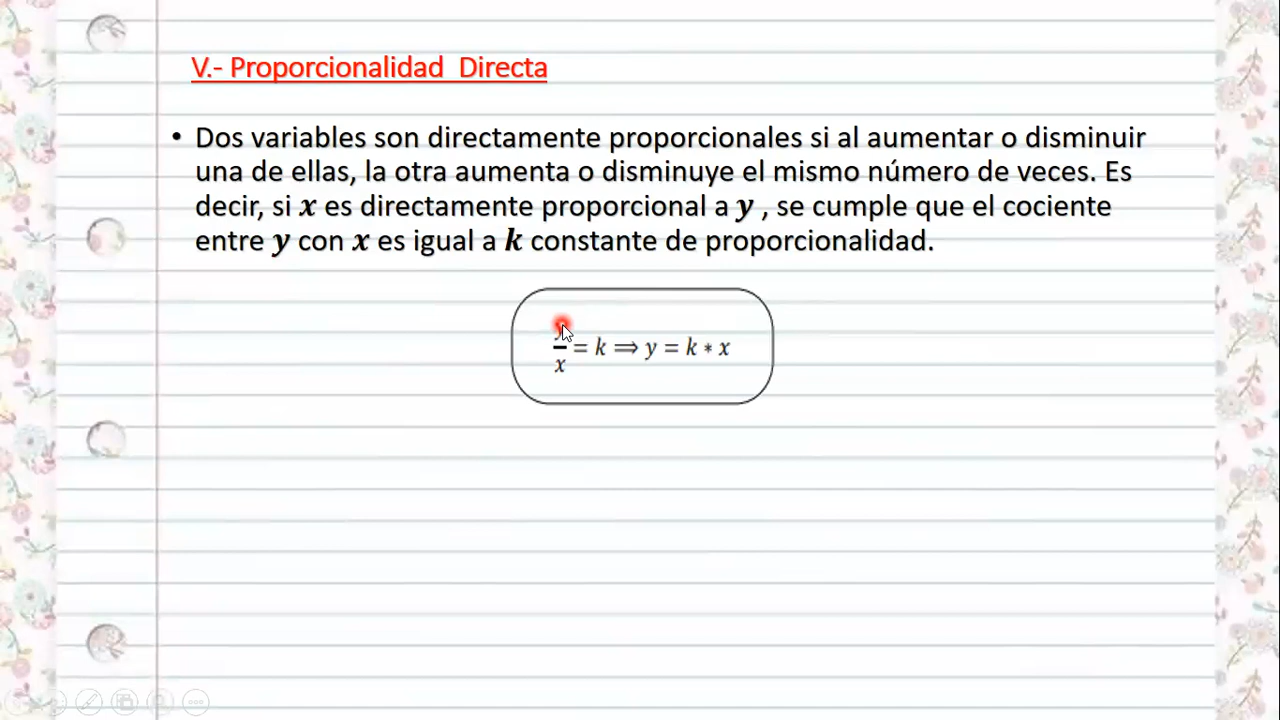 V.- Proporcionalidad Directa
• Dos variables son directamente proporcionales si al aumentar o disminuir
una de ellas, la otra aumenta o disminuye el mismo número de veces. Es
decir, si x es directamente proporcional a y , se cumple que el cociente
entre y con x es igual a k constante de proporcionalidad.
— = k ⟹ y = k * x
x